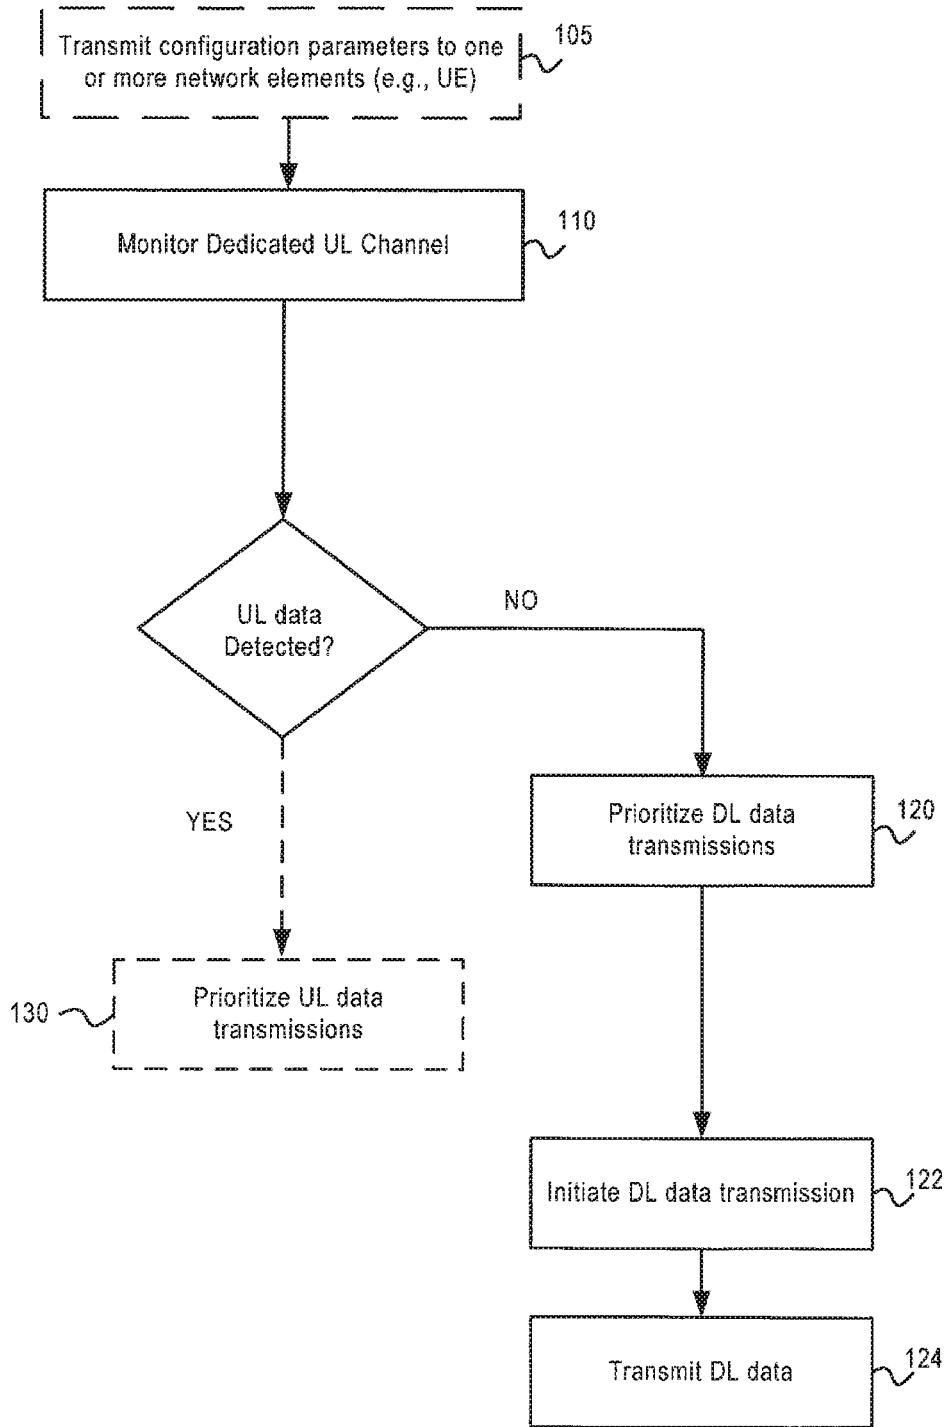 Transmit configuration parameters to one
or more network elements (e.g., UE)
105
Monitor Dedicated UL Channel
110
UL data
Detected?
NO
YES
Prioritize DL data
transmissions
120
130
Prioritize UL data
transmissions
Initiate DL data transmission
122
Transmit DL data
124